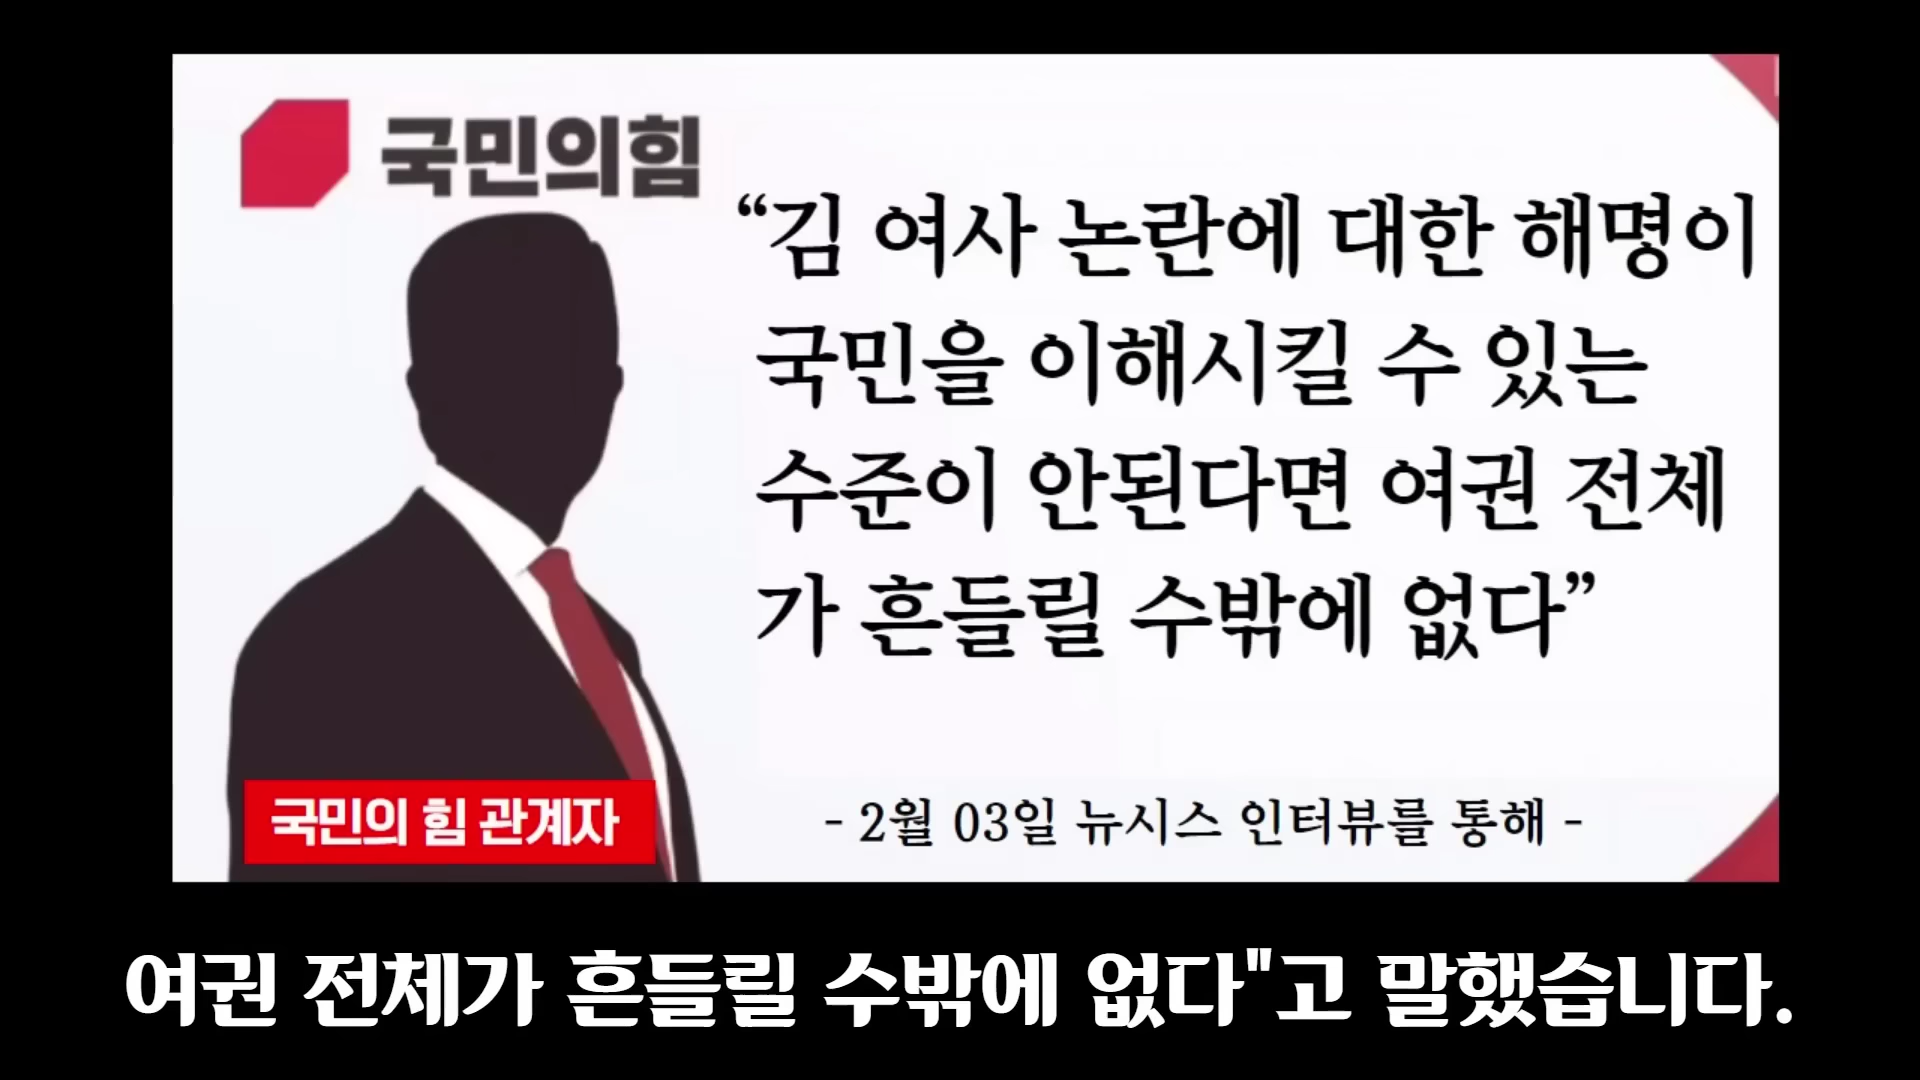 국민의힘
“김 여사 논란에 대한 해명이
국민을 이해시킬 수 있는
수준이 안된다면 여권 전체
가 흔들릴 수밖에 없다”
국민의 힘 관계자
- 2월 03일 뉴시스 인터뷰를 통해 -
여권 전체가 흔들릴 수밖에 없다"고 말했습니다.